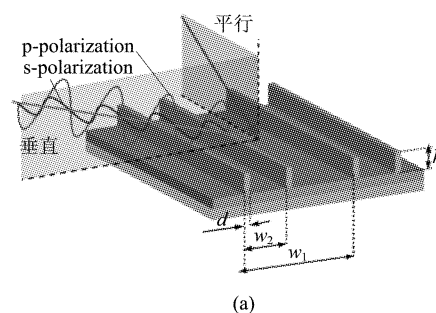 平行
p-polarization
s-polarization
垂直
d
w₂
w₁
(a)